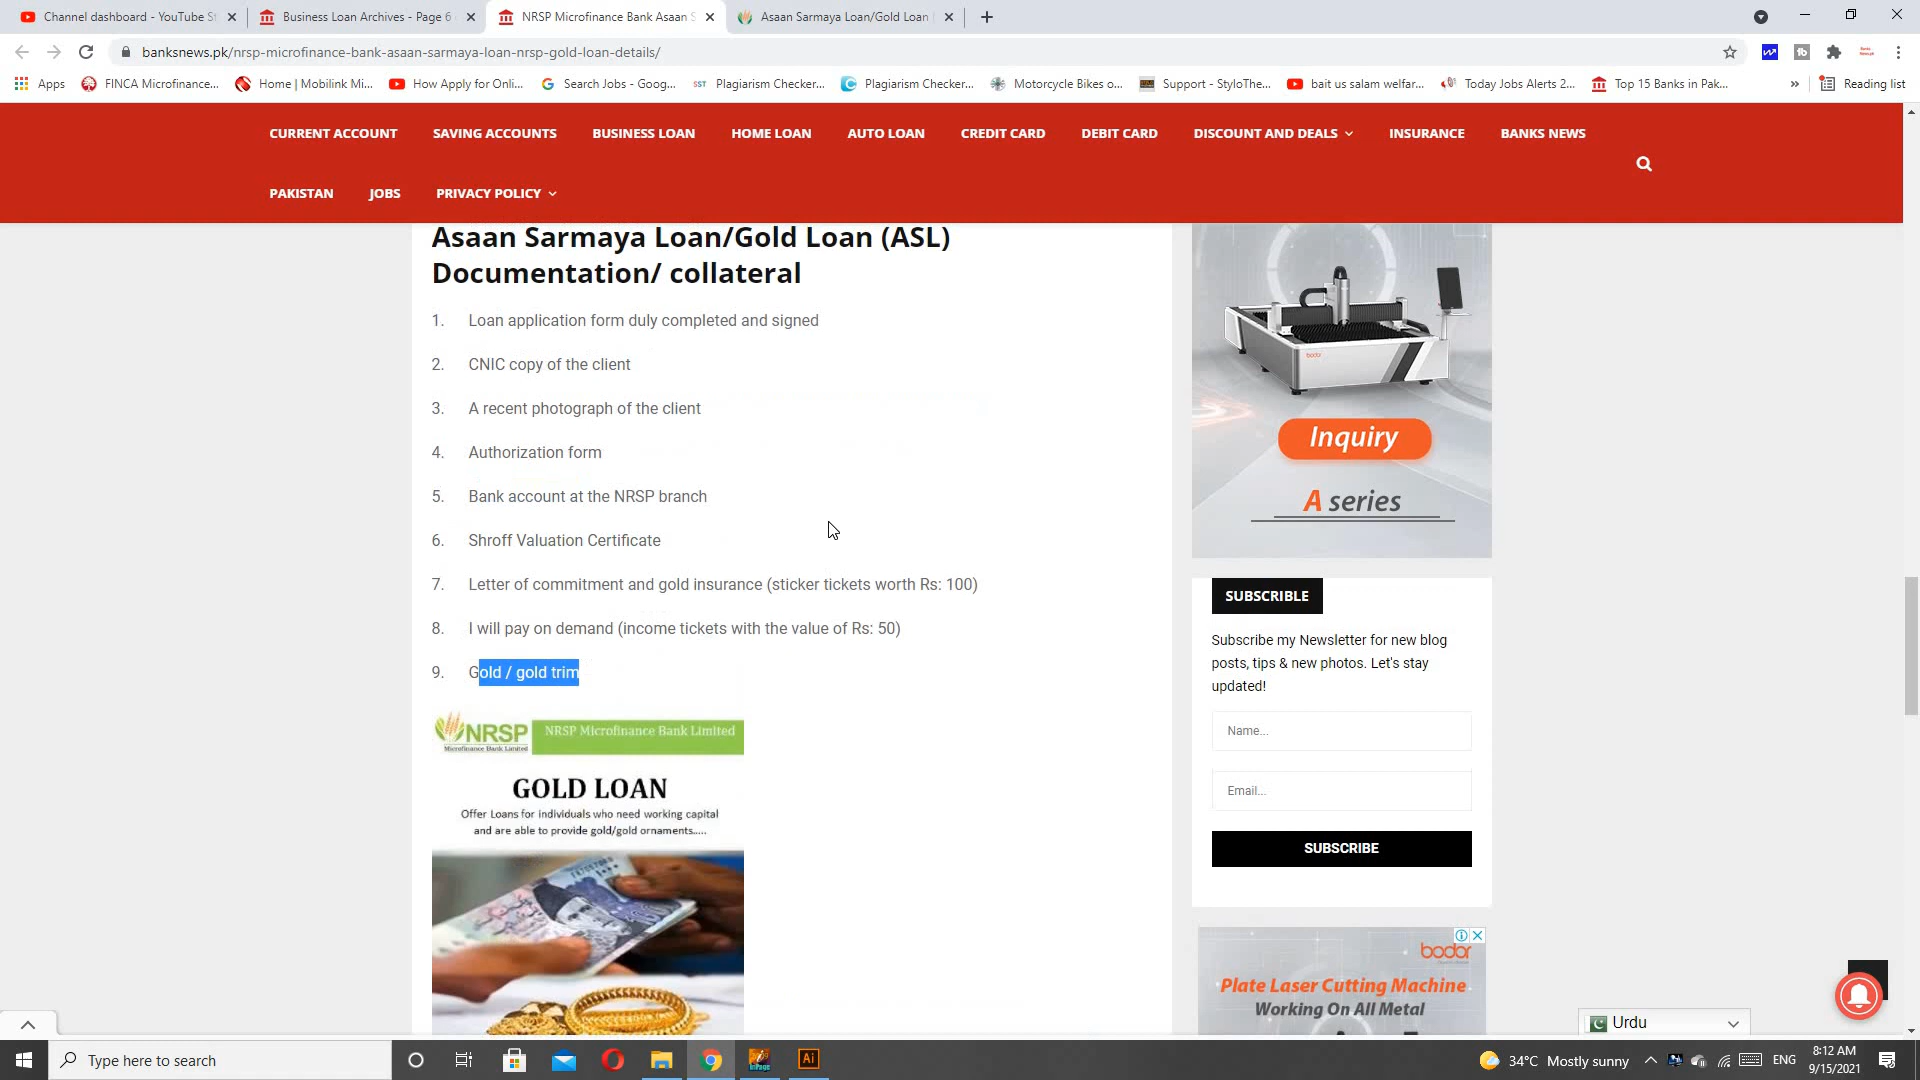 Channel dashboard - YouTube St
Business Loan Archives - Page 6
NRSP Microfinance Bank Asaan S
Asaan Sarmaya Loan/Gold Loan
banksnews.pk/nrsp-microfinance-bank-asaan-sarmaya-loan-nrsp-gold-loan-details/
Apps
FINCA Microfinance...
Home | Mobilink Mi...
How Apply for Onli...
Search Jobs - Goog...
SST
Plagiarism Checker...
Plagiarism Checker...
Motorcycle Bikes o...
Support - StyloThe...
bait us salam welfar...
Today Jobs Alerts 2...
Top 15 Banks in Pak...
»
Reading list
CURRENT ACCOUNT
SAVING ACCOUNTS
BUSINESS LOAN
HOME LOAN
AUTO LOAN
CREDIT CARD
DEBIT CARD
DISCOUNT AND DEALS
INSURANCE
BANKS NEWS
PAKISTAN
JOBS
PRIVACY POLICY
Asaan Sarmaya Loan/Gold Loan (ASL)
Documentation/ collateral
1. Loan application form duly completed and signed
2. CNIC copy of the client
3. A recent photograph of the client
4. Authorization form
5. Bank account at the NRSP branch
6. Shroff Valuation Certificate
7. Letter of commitment and gold insurance (sticker tickets worth Rs: 100)
8. I will pay on demand (income tickets with the value of Rs: 50)
9. Gold / gold trim
NRSP
Microfinance Bank Limited
NRSP Microfinance Bank Limited
GOLD LOAN
Offer Loans for individuals who need working capital
and are able to provide gold/gold ornaments.....
bodor
Inquiry
A series
SUBSCRIBLE
Subscribe my Newsletter for new blog
posts, tips & new photos. Let's stay
updated!
Name...
Email...
SUBSCRIBE
bodor
Plate Laser Cutting Machine
Working On All Metal
Urdu
Type here to search
Ai
34°C Mostly sunny
ENG
8:12 AM
9/15/2021